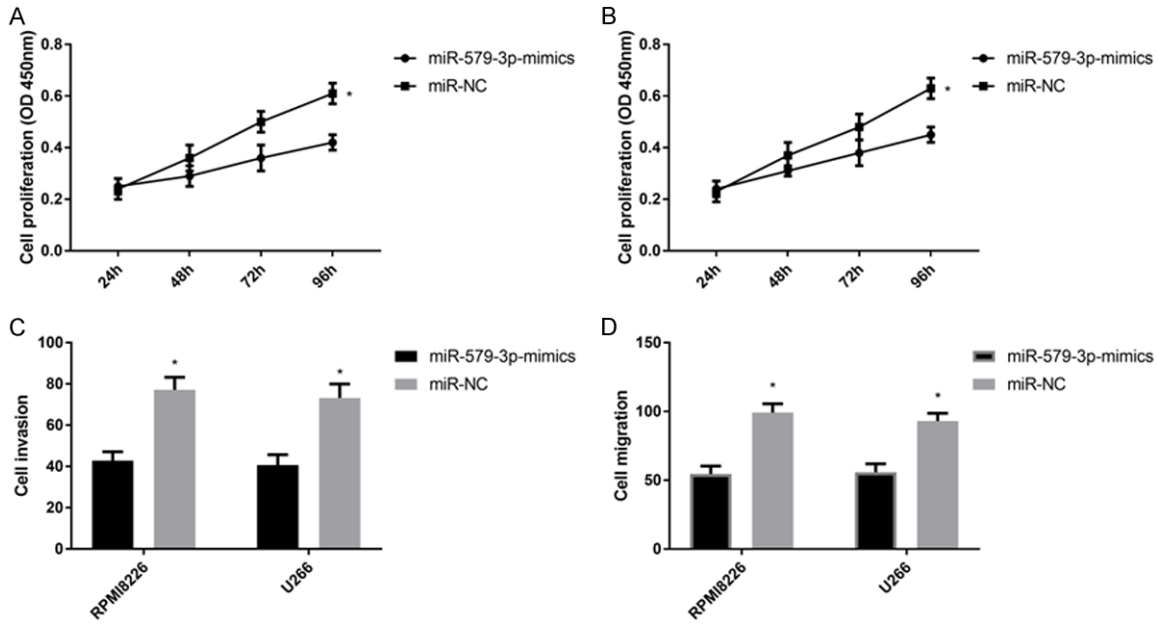 A
Cell proliferation (OD 450nm)
0.8
0.6
0.4
0.2
0.0
24h
48h
72h
96h
*
miR-579-3p-mimics
miR-NC
B
Cell proliferation (OD 450nm)
0.8
0.6
0.4
0.2
0.0
24h
48h
72h
96h
*
miR-579-3p-mimics
miR-NC
C
Cell invasion
100
80
60
40
20
0
*
*
RPMI8226
U266
miR-579-3p-mimics
miR-NC
D
Cell migration
150
100
50
0
*
*
RPMI8226
U266
miR-579-3p-mimics
miR-NC